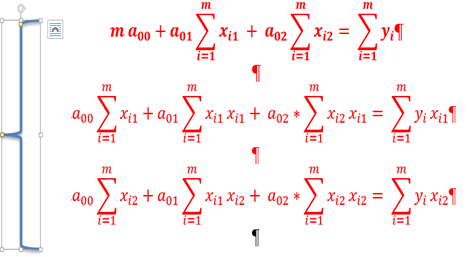 m a₀₀ + a₀₁ ∑_{i=1}^{m} x_{i1} + a₀₂ ∑_{i=1}^{m} x_{i2} = ∑_{i=1}^{m} y_i¶
¶
a₀₀ ∑_{i=1}^{m} x_{i1} + a₀₁ ∑_{i=1}^{m} x_{i1} x_{i1} + a₀₂ * ∑_{i=1}^{m} x_{i2} x_{i1} = ∑_{i=1}^{m} y_i x_{i1}¶
¶
a₀₀ ∑_{i=1}^{m} x_{i2} + a₀₁ ∑_{i=1}^{m} x_{i1} x_{i2} + a₀₂ * ∑_{i=1}^{m} x_{i2} x_{i2} = ∑_{i=1}^{m} y_i x_{i2}¶
¶